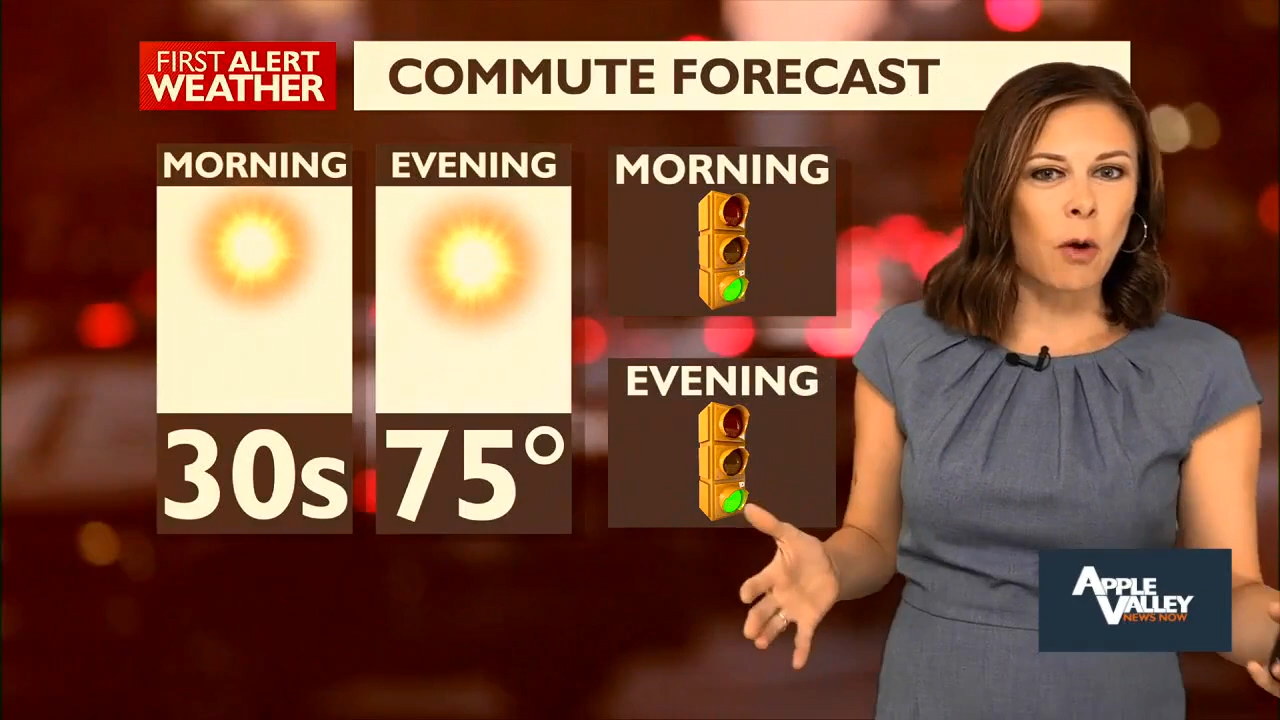 FIRST ALERT
WEATHER
COMMUTE FORECAST
MORNING
EVENING
30s
75°
MORNING
EVENING
APPLE
VALLEY
NEWS NOW